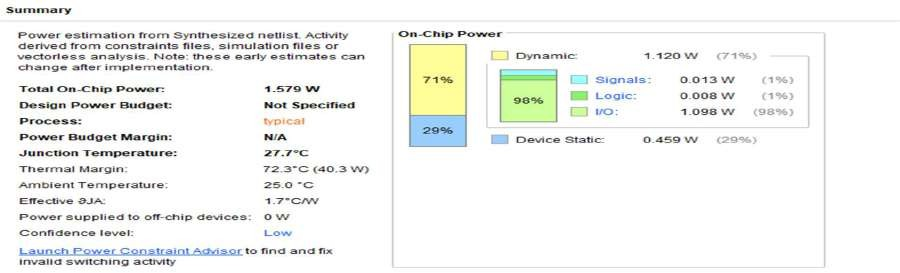 Summary
Power estimation from Synthesized netlist. Activity
derived from constraints files, simulation files or
vectorless analysis. Note: these early estimates can
change after implementation.
Total On-Chip Power: 1.579 W
Design Power Budget: Not Specified
Process: typical
Power Budget Margin: N/A
Junction Temperature: 27.7°C
Thermal Margin: 72.3°C (40.3 W)
Ambient Temperature: 25.0 °C
Effective ϑJA: 1.7°C/W
Power supplied to off-chip devices: 0 W
Confidence level: Low
Launch Power Constraint Advisor to find and fix
invalid switching activity
On-Chip Power
71%
29%
Dynamic: 1.120 W (71%)
98%
Signals: 0.013 W (1%)
Logic: 0.008 W (1%)
I/O: 1.098 W (98%)
Device Static: 0.459 W (29%)